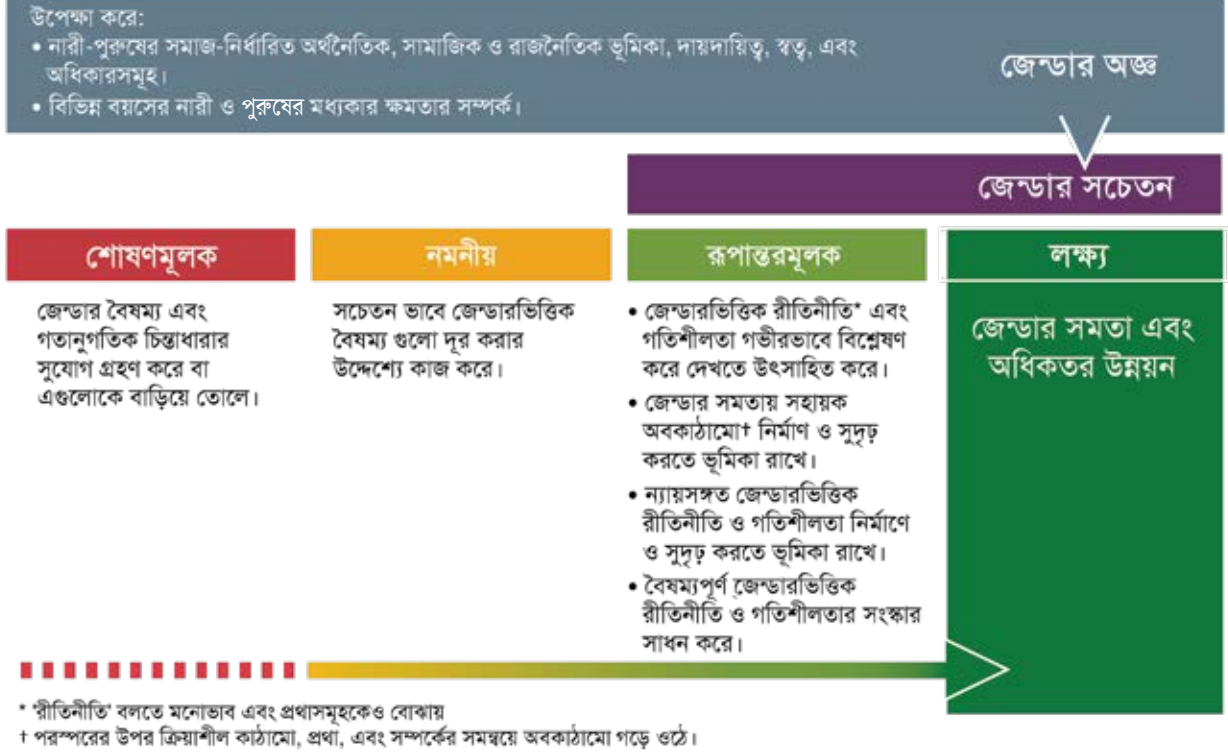 উপেক্ষা করে:
• নারী-পুরুষের সমাজ-নির্ধারিত অর্থনৈতিক, সামাজিক ও রাজনৈতিক ভূমিকা, দায়দায়িত্ব, স্বত্ব, এবং
অধিকারসমূহ।
• বিভিন্ন বয়সের নারী ও পুরুষের মধ্যকার ক্ষমতার সম্পর্ক।
জেন্ডার অজ্ঞ
জেন্ডার সচেতন
শোষণমূলক
জেন্ডার বৈষম্য এবং
গতানুগতিক চিন্তাধারার
সুযোগ গ্রহণ করে বা
এগুলোকে বাড়িয়ে তোলে।
নমনীয়
সচেতন ভাবে জেন্ডারভিত্তিক
বৈষম্য গুলো দূর করার
উদ্দেশ্যে কাজ করে।
রূপান্তরমূলক
• জেন্ডারভিত্তিক রীতিনীতি* এবং
গতিশীলতা গভীরভাবে বিশ্লেষণ
করে দেখতে উৎসাহিত করে।
• জেন্ডার সমতায় সহায়ক
অবকাঠামো† নির্মাণ ও সুদৃঢ়
করতে ভূমিকা রাখে।
• ন্যায়সঙ্গত জেন্ডারভিত্তিক
রীতিনীতি ও গতিশীলতা নির্মাণে
ও সুদৃঢ় করতে ভূমিকা রাখে।
• বৈষম্যপূর্ণ জেন্ডারভিত্তিক
রীতিনীতি ও গতিশীলতার সংস্কার
সাধন করে।
লক্ষ্য
জেন্ডার সমতা এবং
অধিকতর উন্নয়ন
* 'রীতিনীতি' বলতে মনোভাব এবং প্রথাসমূহকেও বোঝায়
† পরস্পরের উপর ক্রিয়াশীল কাঠামো, প্রথা, এবং সম্পর্কের সমন্বয়ে অবকাঠামো গড়ে ওঠে।